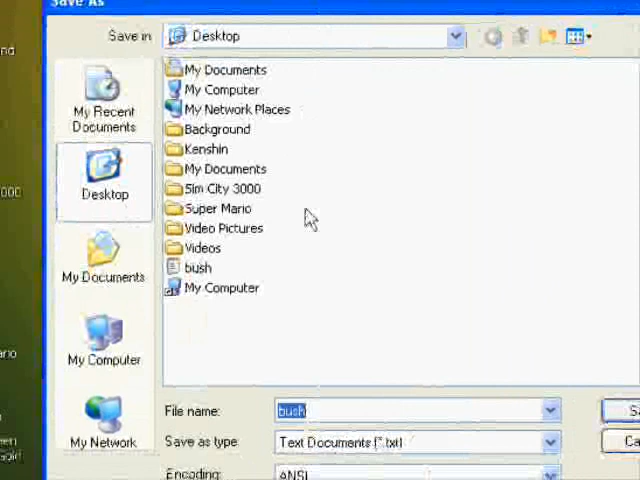 Save As
Save in
Desktop
My Documents
My Computer
My Network Places
Background
Kenshin
My Documents
Sim City 3000
Super Mario
Video Pictures
Videos
bush
My Computer
My Recent
Documents
Desktop
My Documents
My Computer
My Network
File name:
bush
Save as type:
Text Documents (*.txt)
Encoding:
ANSI
Sa
Ca